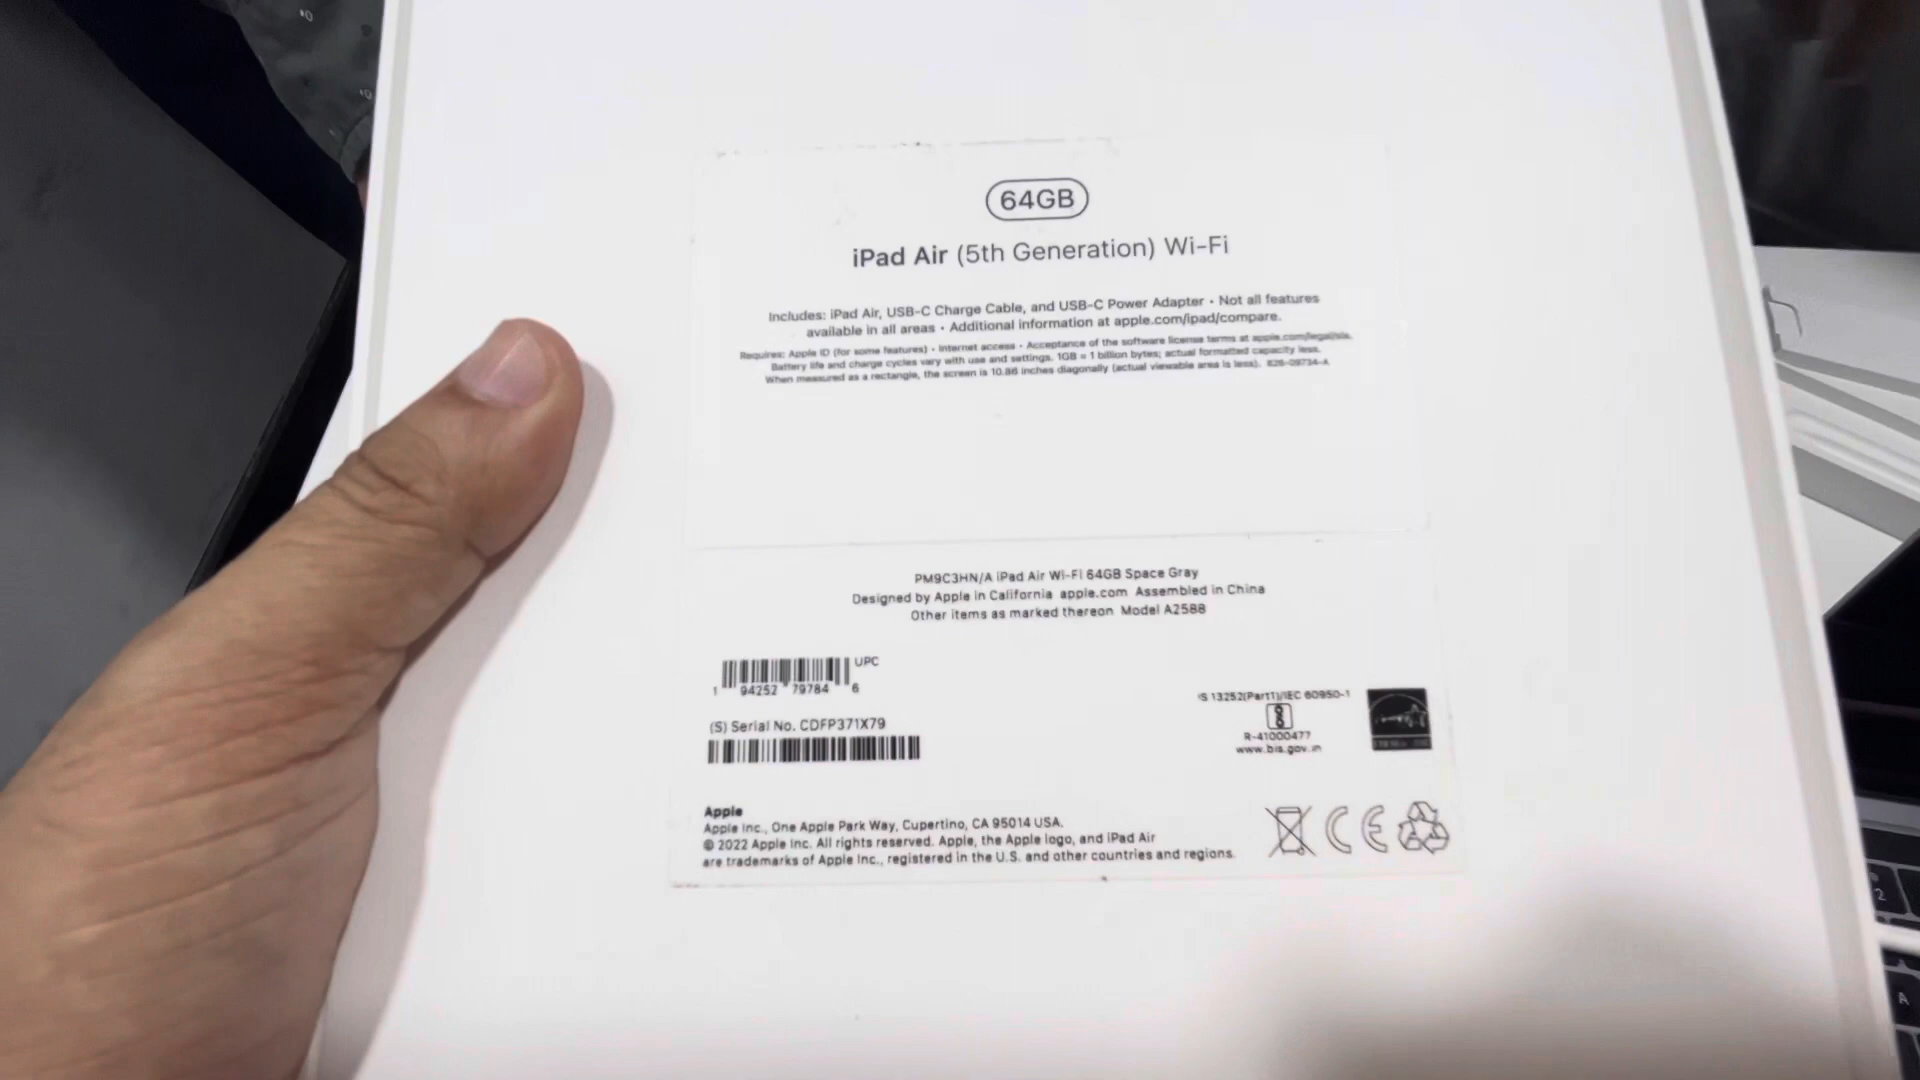 64GB
iPad Air (5th Generation) Wi-Fi
Includes: iPad Air, USB-C Charge Cable, and USB-C Power Adapter • Not all features
available in all areas • Additional information at apple.com/ipad/compare.
Requires: Apple ID (for some features) • Internet access • Acceptance of the software license terms at apple.com/legal/sla.
Battery life and charge cycles vary with use and settings. 1GB = 1 billion bytes; actual formatted capacity less.
When measured as a rectangle, the screen is 10.86 inches diagonally (actual viewable area is less). 826-09734-A
PM9C3HN/A iPad Air Wi-Fi 64GB Space Gray
Designed by Apple in California apple.com Assembled in China
Other items as marked thereon Model A2588
UPC
1 94252 79784 6
(S) Serial No. CDFP371X79
IS 13252(Part1)/IEC 60950-1
R-41000477
www.bis.gov.in
Apple
Apple Inc., One Apple Park Way, Cupertino, CA 95014 USA.
© 2022 Apple Inc. All rights reserved. Apple, the Apple logo, and iPad Air
are trademarks of Apple Inc., registered in the U.S. and other countries and regions.
CE
2
A